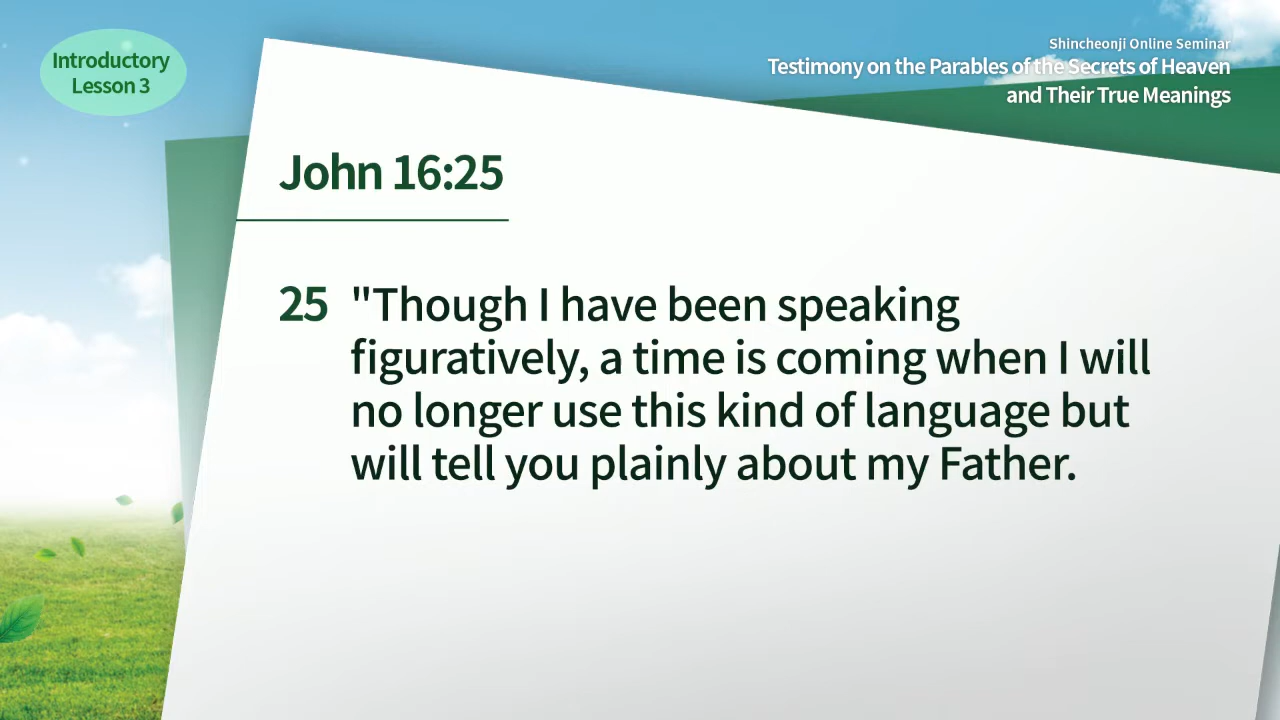 Introductory
Lesson 3
Shincheonji Online Seminar
Testimony on the Parables of the Secrets of Heaven
and Their True Meanings
John 16:25
25 "Though I have been speaking
figuratively, a time is coming when I will
no longer use this kind of language but
will tell you plainly about my Father.